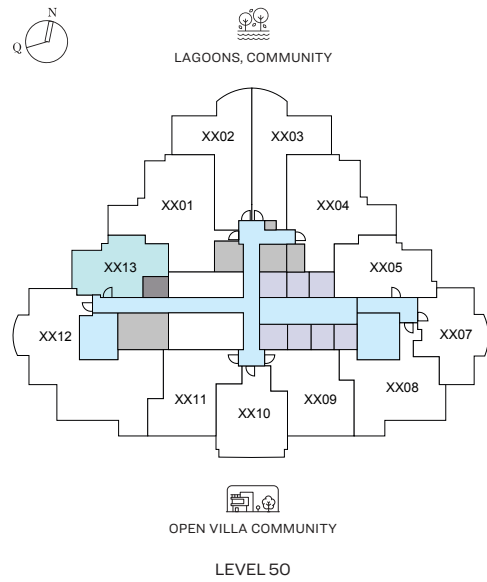 N
Q
LAGOONS, COMMUNITY
XX02
XX03
XX01
XX04
XX13
XX05
XX12
XX07
XX11
XX10
XX09
XX08
OPEN VILLA COMMUNITY
LEVEL 50